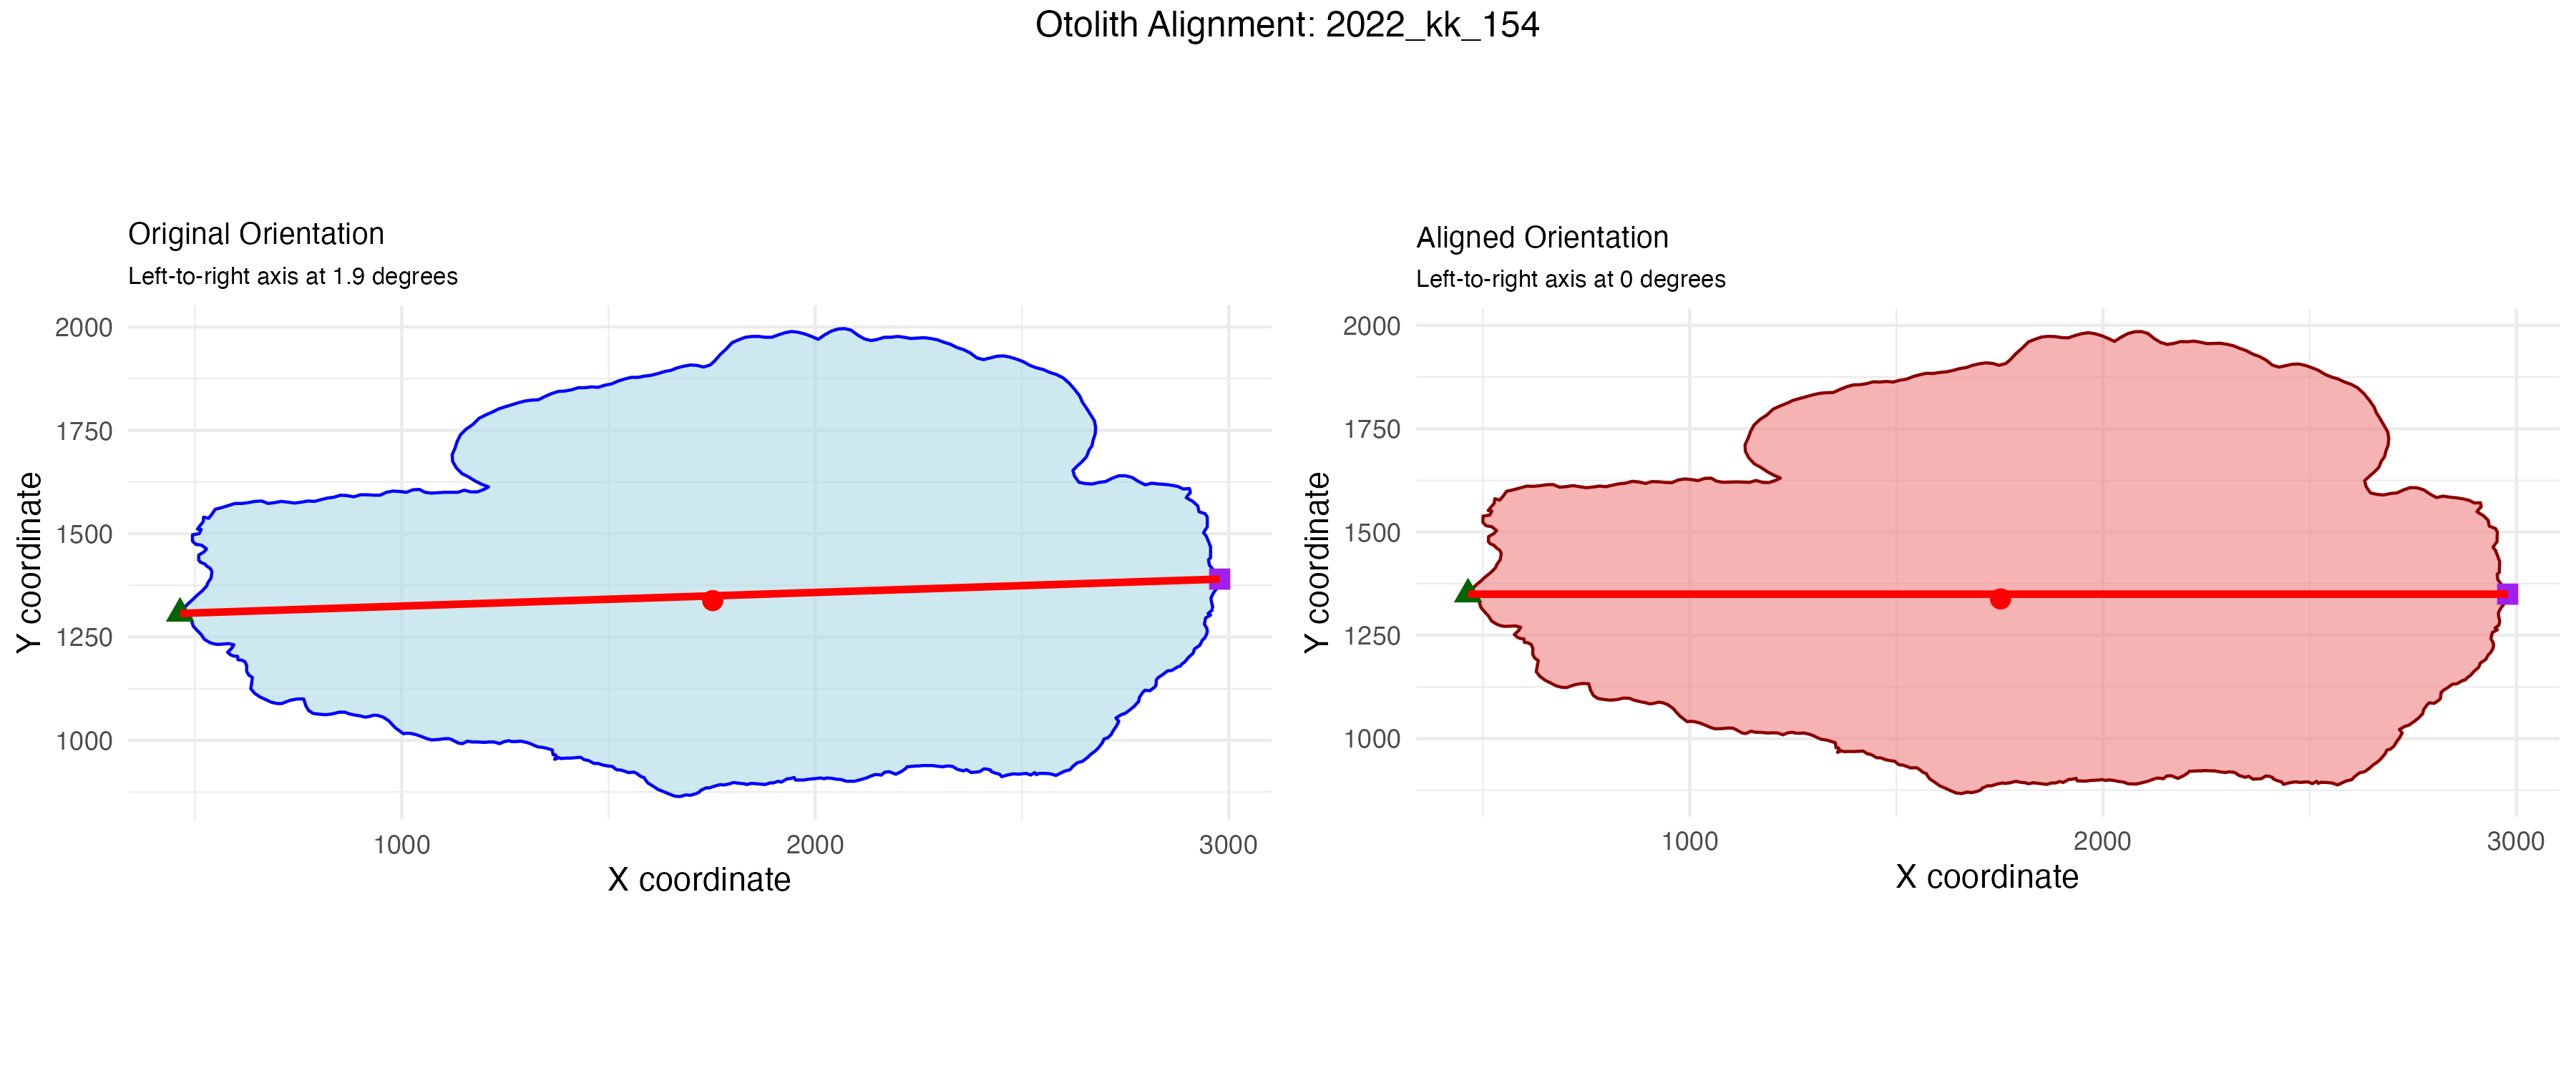 Otolith Alignment: 2022_kk_154
Original Orientation
Left-to-right axis at 1.9 degrees
2000
1750
1500
1250
1000
Y coordinate
1000
2000
3000
X coordinate
Aligned Orientation
Left-to-right axis at 0 degrees
2000
1750
1500
1250
1000
Y coordinate
1000
2000
3000
X coordinate